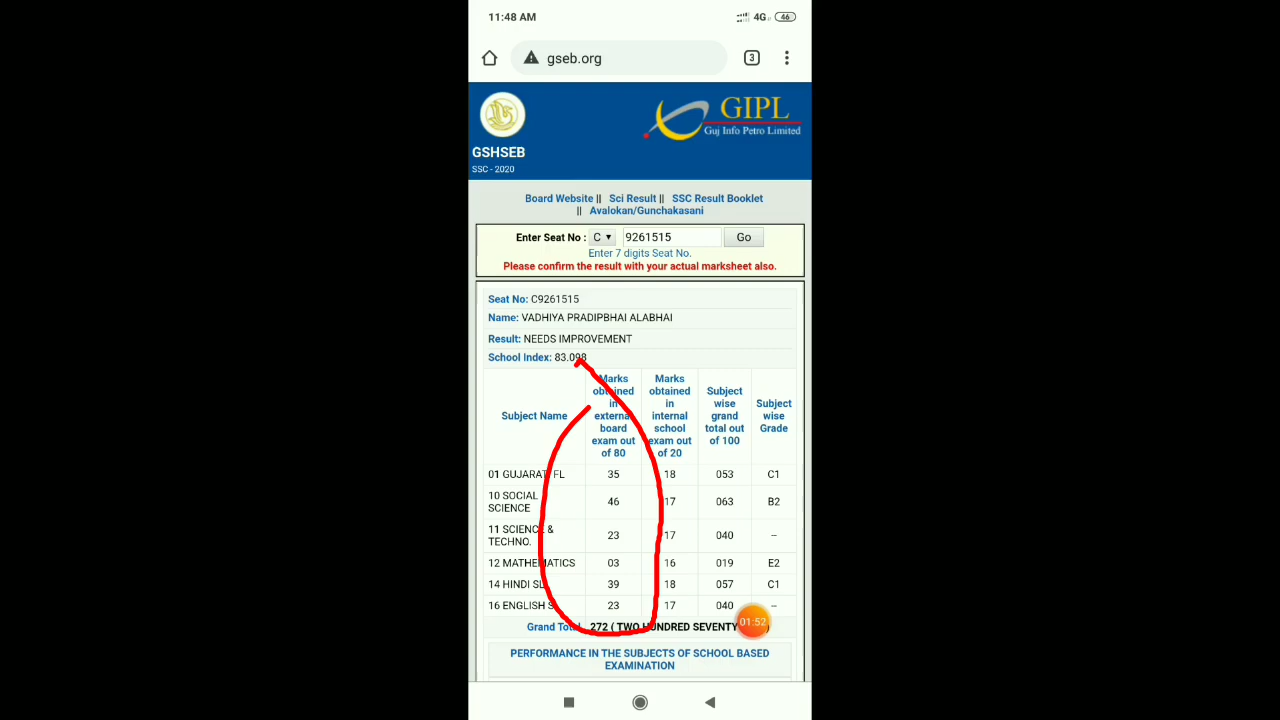 11:48 AM 4G 46
gseb.org 3
GIPL
Guj Info Petro Limited
GSHSEB
SSC - 2020
Board Website || Sci Result || SSC Result Booklet
|| Avalokan/Gunchakasani
Enter Seat No : C ▾ 9261515 Go
Enter 7 digits Seat No.
Please confirm the result with your actual marksheet also.
Seat No: C9261515
Name: VADHIYA PRADIPBHAI ALABHAI
Result: NEEDS IMPROVEMENT
School Index: 83.098
Subject Name
Marks
obtained
in
external
board
exam out
of 80
Marks
obtained
in
internal
school
exam out
of 20
Subject
wise
grand
total out
of 100
Subject
wise
Grade
01 GUJARATI FL 35 18 053 C1
10 SOCIAL
SCIENCE 46 17 063 B2
11 SCIENCE &
TECHNO. 23 17 040 --
12 MATHEMATICS 03 16 019 E2
14 HINDI SL 39 18 057 C1
16 ENGLISH 23 17 040 --
Grand Total 272 ( TWO HUNDRED SEVENTY )
01:52
PERFORMANCE IN THE SUBJECTS OF SCHOOL BASED
EXAMINATION